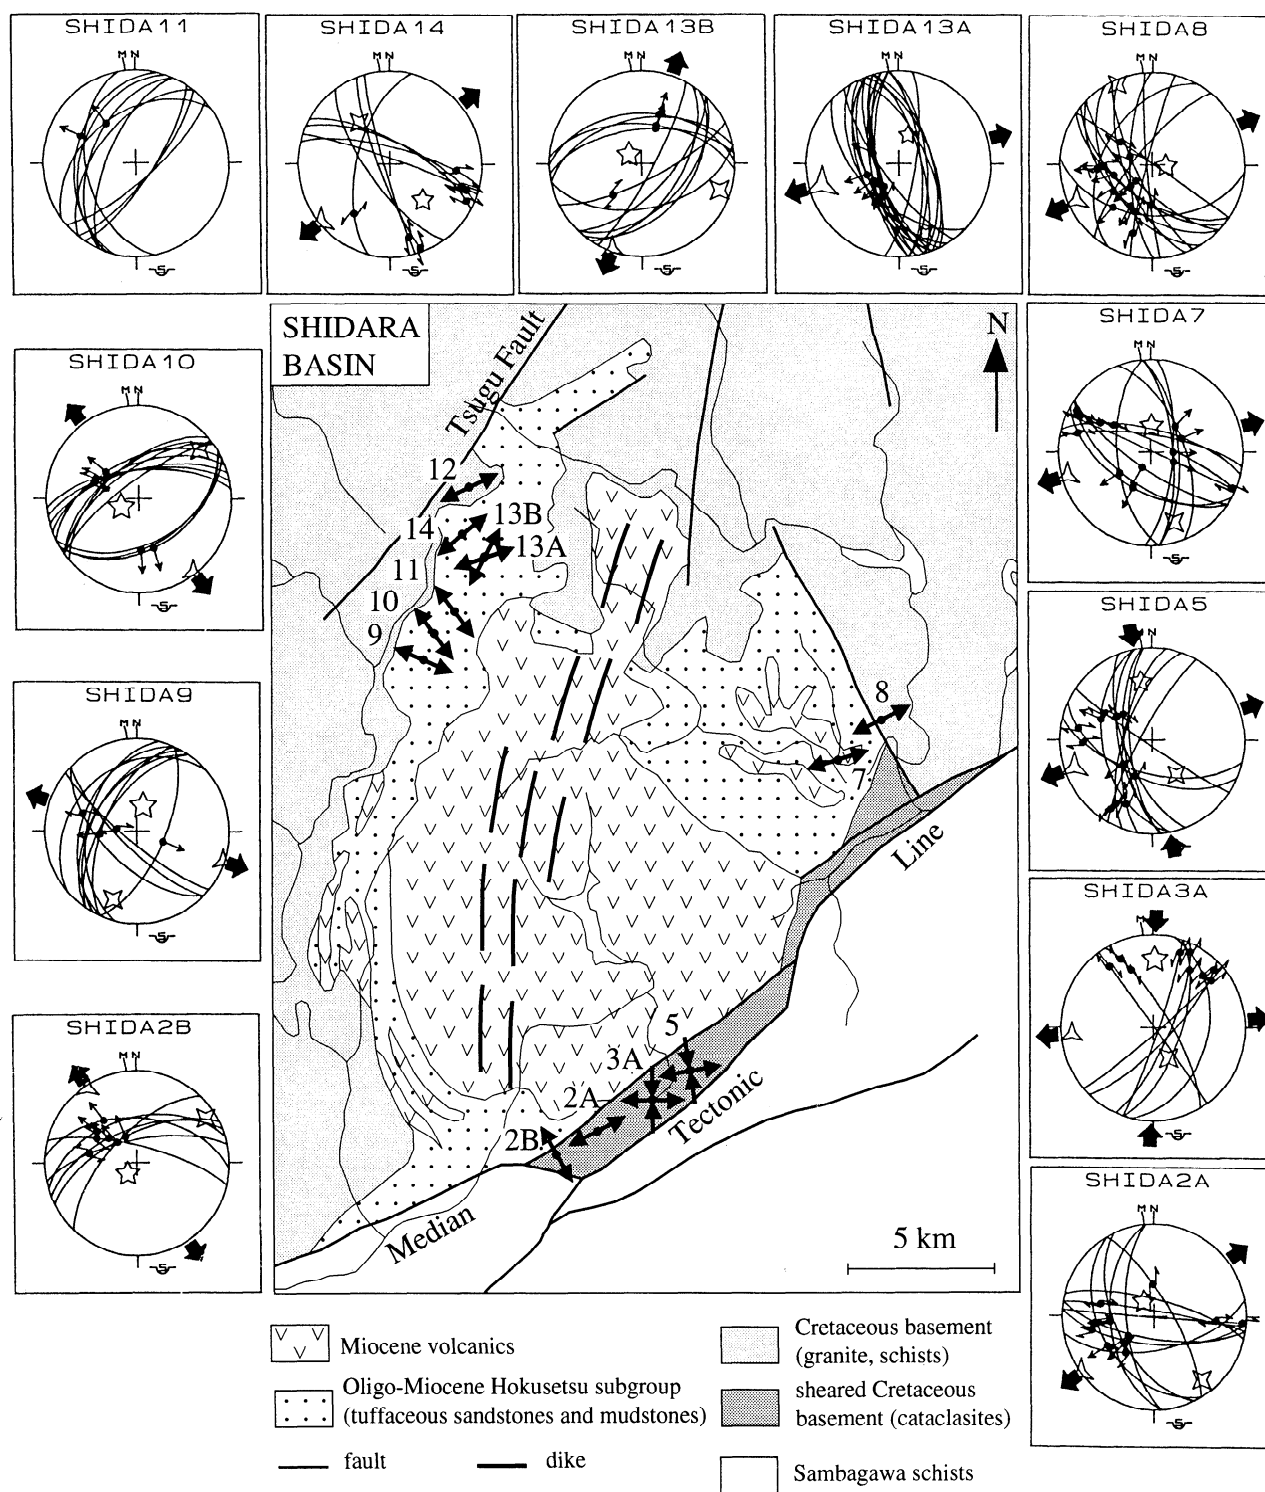 SHIDA11
SHIDA14
SHIDA13B
SHIDA13A
SHIDA8
M N
M N
M N
M N
M N
S
S
S
S
S
SHIDARA
BASIN
Tsugu Fault
N
SHIDA7
M N
S
SHIDA10
M N
S
12
14
13B
13A
11
10
9
8
7
SHIDA5
M N
S
SHIDA9
M N
S
Line
SHIDA3A
M N
S
SHIDA2B
M N
S
5
3A
2A
2B
Tectonic
Median
5 km
SHIDA2A
M N
S
Miocene volcanics
Oligo-Miocene Hokusetsu subgroup
(tuffaceous sandstones and mudstones)
fault
dike
Cretaceous basement
(granite, schists)
sheared Cretaceous
basement (cataclasites)
Sambagawa schists